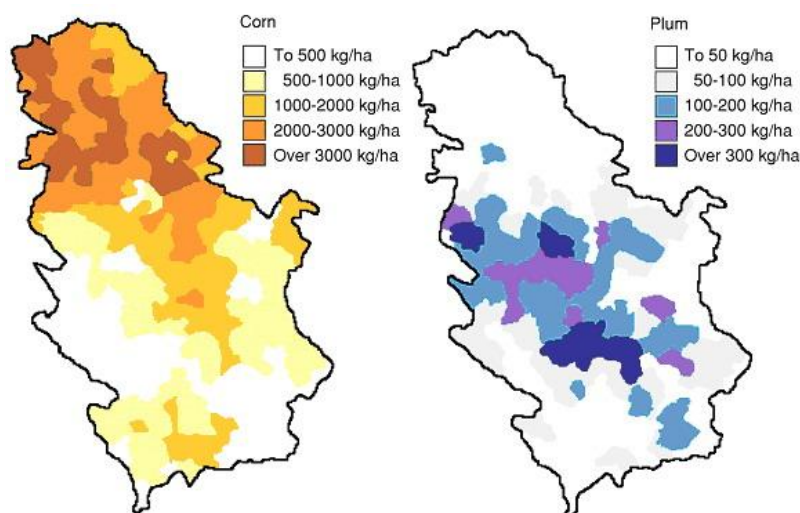 Corn
To 500 kg/ha
500-1000 kg/ha
1000-2000 kg/ha
2000-3000 kg/ha
Over 3000 kg/ha
Plum
To 50 kg/ha
50-100 kg/ha
100-200 kg/ha
200-300 kg/ha
Over 300 kg/ha